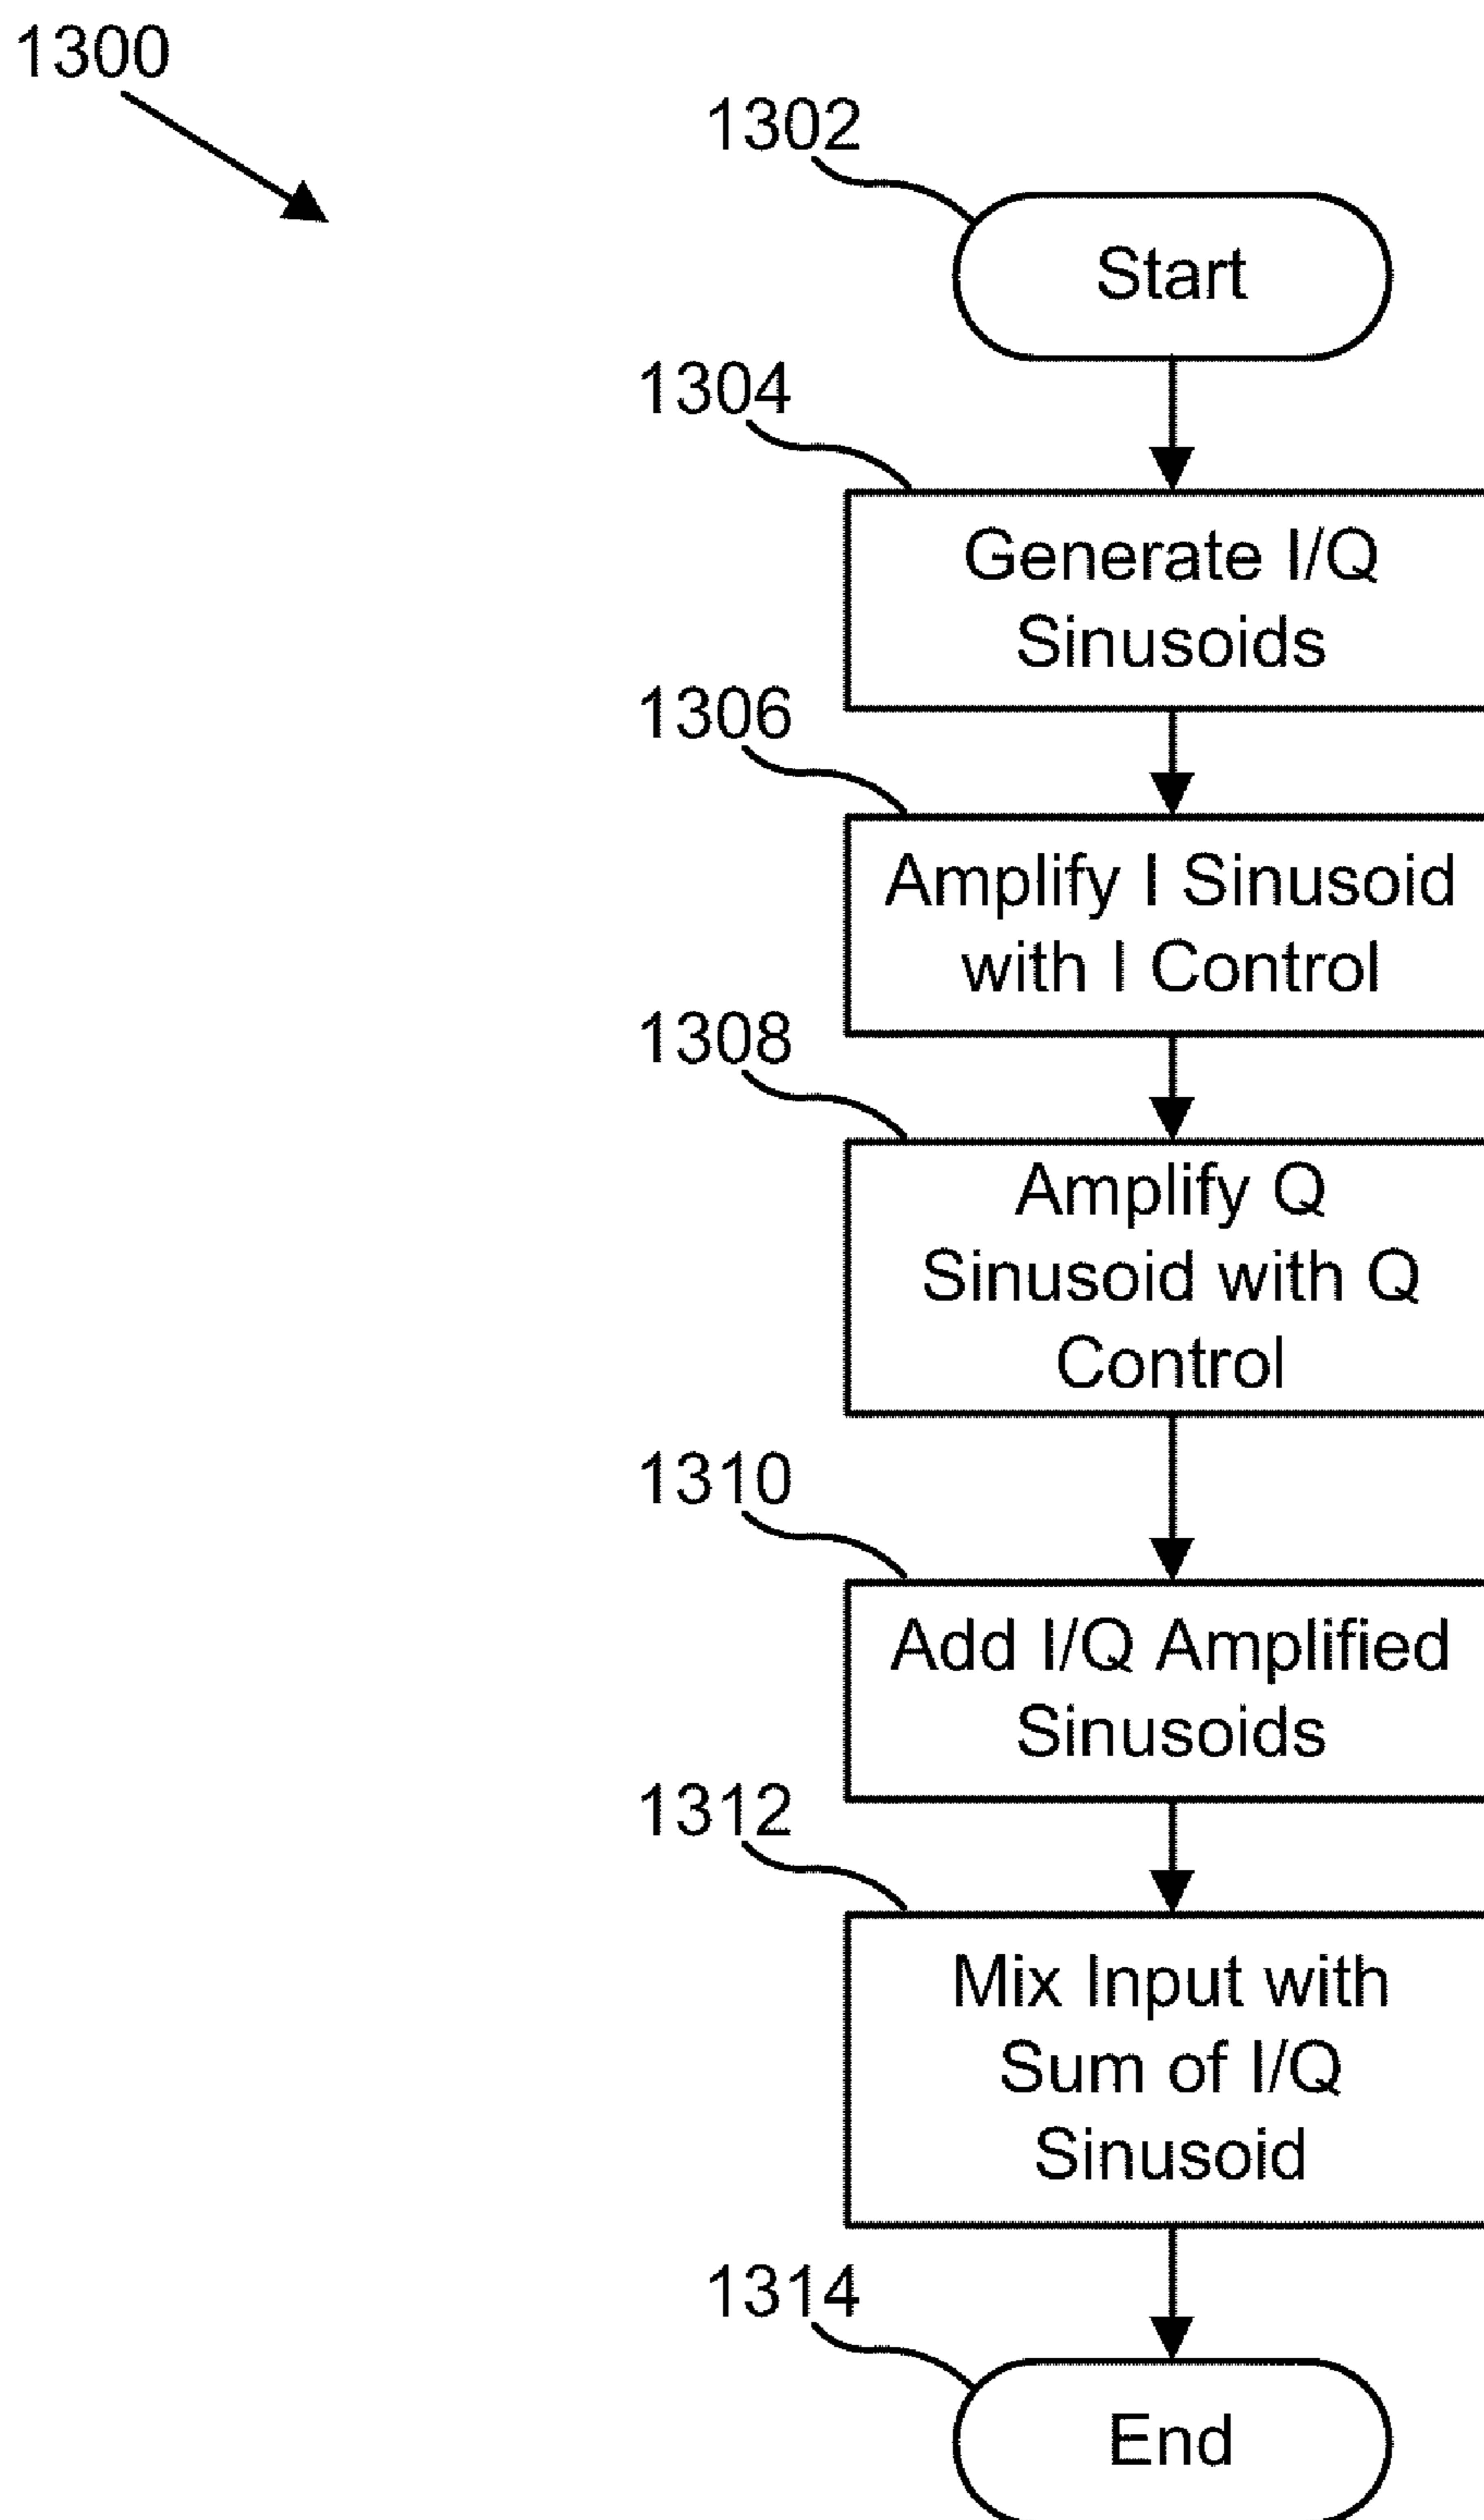 1300
1302
Start
1304
Generate I/Q
Sinusoids
1306
Amplify I Sinusoid
with I Control
1308
Amplify Q
Sinusoid with Q
Control
1310
Add I/Q Amplified
Sinusoids
1312
Mix Input with
Sum of I/Q
Sinusoid
1314
End